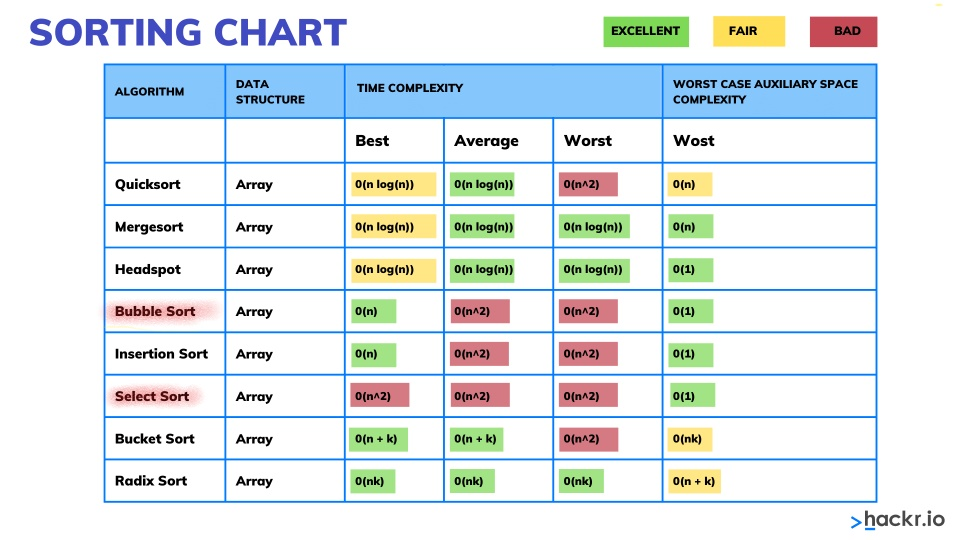 SORTING CHART
EXCELLENT FAIR BAD
ALGORITHM DATA STRUCTURE TIME COMPLEXITY WORST CASE AUXILIARY SPACE COMPLEXITY
Best Average Worst Wost
Quicksort Array 0(n log(n)) 0(n log(n)) 0(n^2) 0(n)
Mergesort Array 0(n log(n)) 0(n log(n)) 0(n log(n)) 0(n)
Headspot Array 0(n log(n)) 0(n log(n)) 0(n log(n)) 0(1)
Bubble Sort Array 0(n) 0(n^2) 0(n^2) 0(1)
Insertion Sort Array 0(n) 0(n^2) 0(n^2) 0(1)
Select Sort Array 0(n^2) 0(n^2) 0(n^2) 0(1)
Bucket Sort Array 0(n + k) 0(n + k) 0(n^2) 0(nk)
Radix Sort Array 0(nk) 0(nk) 0(nk) 0(n + k)
>hackr.io